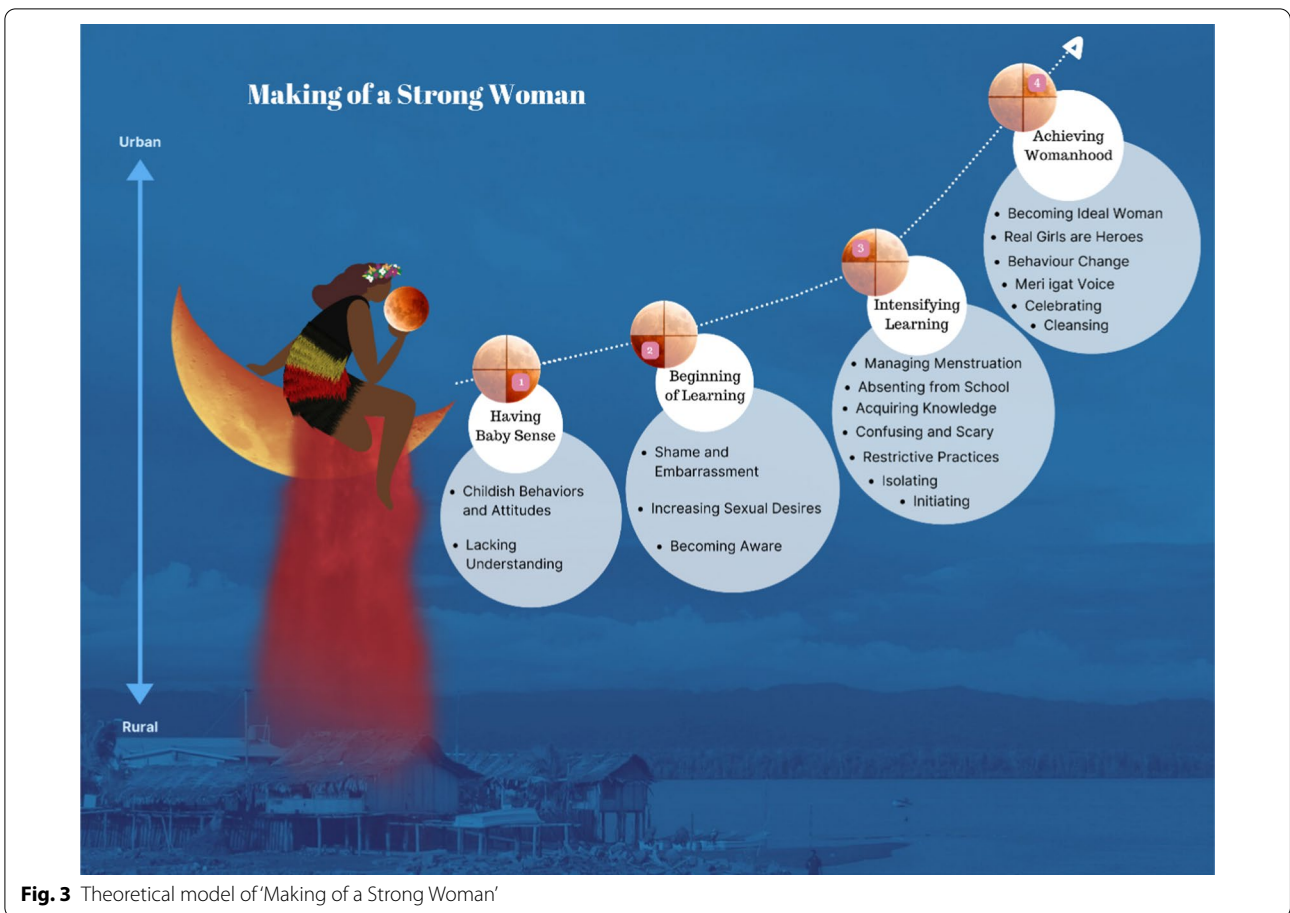 Making of a Strong Woman
Urban
Rural
1
Having
Baby Sense
• Childish Behaviors
and Attitudes
• Lacking
Understanding
2
Beginning
of Learning
• Shame and
Embarrassment
• Increasing Sexual Desires
• Becoming Aware
3
Intensifying
Learning
• Managing Menstruation
• Absenting from School
• Acquiring Knowledge
• Confusing and Scary
• Restrictive Practices
• Isolating
• Initiating
4
Achieving
Womanhood
• Becoming Ideal Woman
• Real Girls are Heroes
• Behaviour Change
• Meri igat Voice
• Celebrating
• Cleansing
Fig. 3 Theoretical model of ‘Making of a Strong Woman’